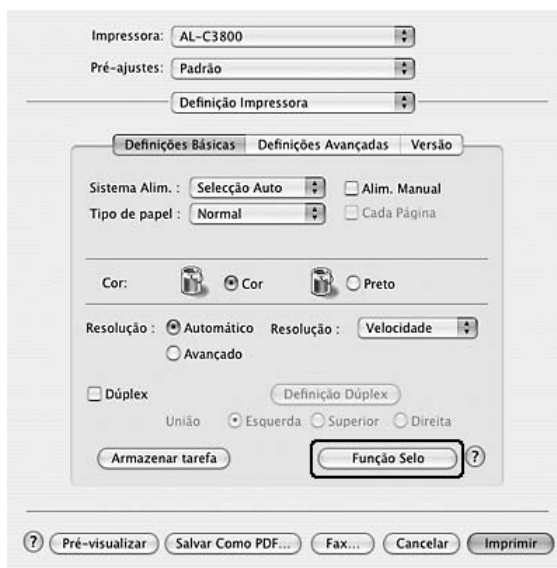 Impressora: AL-C3800
Pré-ajustes: Padrão
Definição Impressora
Definições Básicas Definições Avançadas Versão
Sistema Alim. : Selecção Auto Alim. Manual
Tipo de papel : Normal Cada Página
Cor: Cor Preto
Resolução : Automático Resolução : Velocidade
Avançado
Dúplex Definição Dúplex
União Esquerda Superior Direita
Armazenar tarefa Função Selo ?
? Pré-visualizar Salvar Como PDF... Fax... Cancelar Imprimir